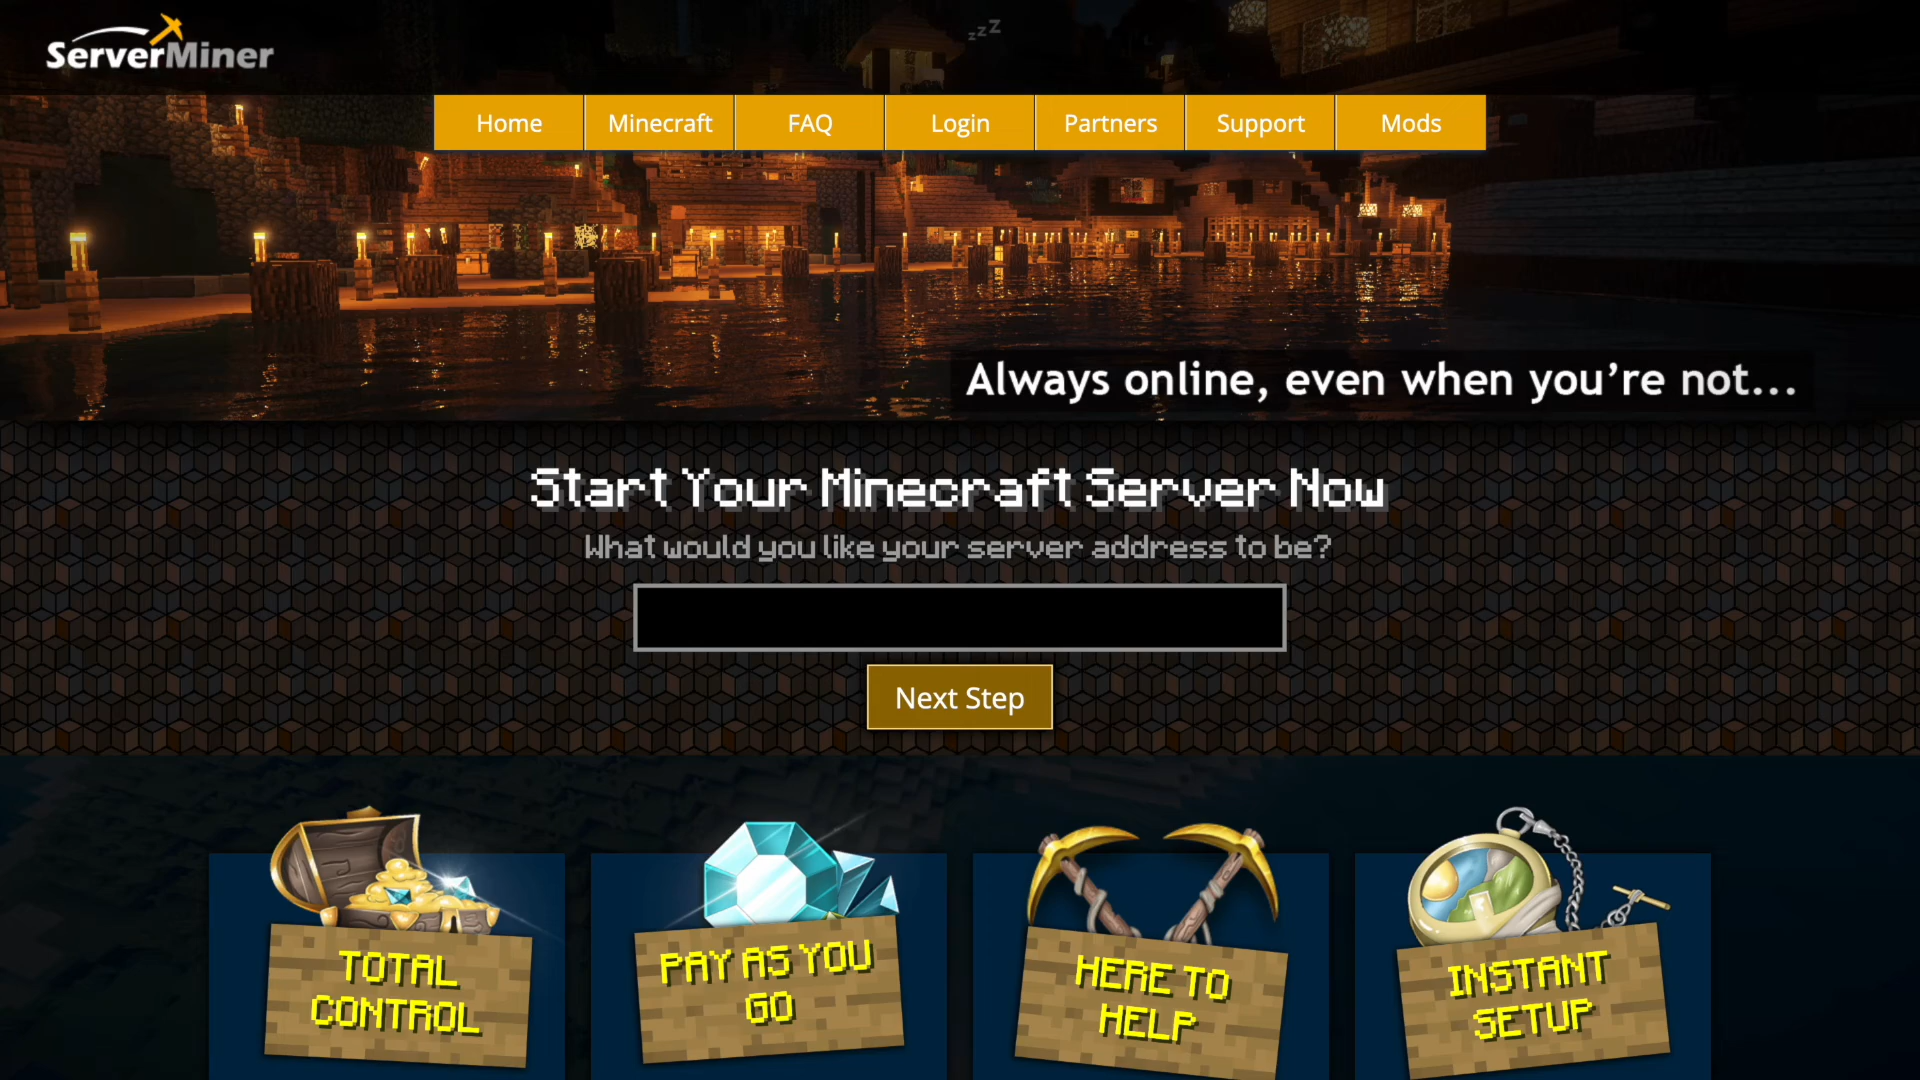 ServerMiner
zzZ
Home
Minecraft
FAQ
Login
Partners
Support
Mods
Always online, even when you’re not...
Start Your Minecraft Server Now
What would you like your server address to be?
Next Step
TOTAL
CONTROL
PAY AS YOU
GO
HERE TO
HELP
INSTANT
SETUP